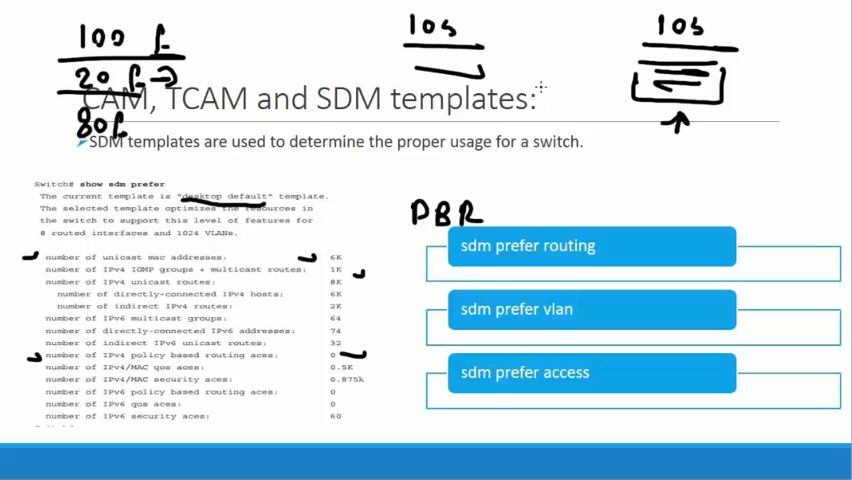 100 f
20 f →
80 f
10s
10s
CAM, TCAM and SDM templates:
SDM templates are used to determine the proper usage for a switch.
Switch# show sdm prefer
The current template is "desktop default" template.
The selected template optimizes the resources in
the switch to support this level of features for
8 routed interfaces and 1024 VLANs.
number of unicast mac addresses: 6K
number of IPv4 IGMP groups + multicast routes: 1K
number of IPv4 unicast routes: 8K
number of directly-connected IPv4 hosts: 6K
number of indirect IPv4 routes: 2K
number of IPv6 multicast groups: 64
number of directly-connected IPv6 addresses: 74
number of indirect IPv6 unicast routes: 32
number of IPv4 policy based routing aces: 0
number of IPv4/MAC qos aces: 0.5K
number of IPv4/MAC security aces: 0.875k
number of IPv6 policy based routing aces: 0
number of IPv6 qos aces: 0
number of IPv6 security aces: 60
PBR
sdm prefer routing
sdm prefer vlan
sdm prefer access